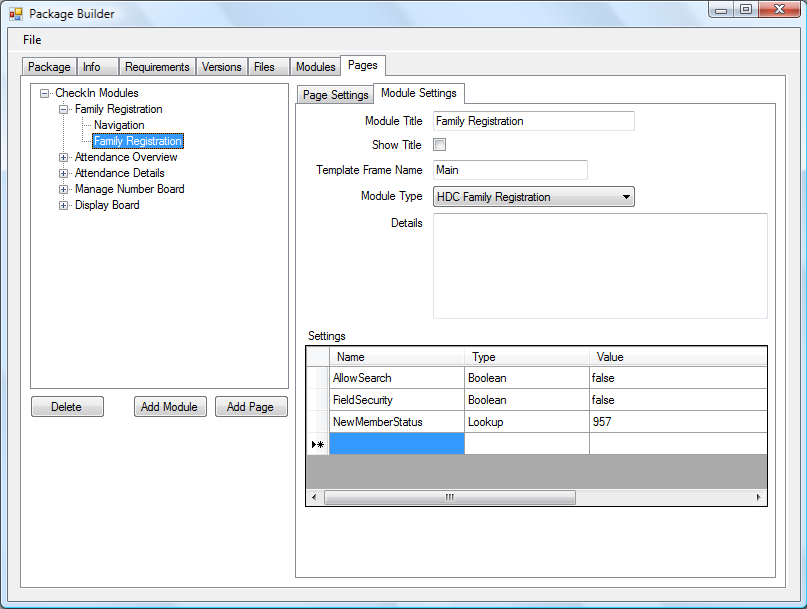 Package Builder
File
Package Info Requirements Versions Files Modules Pages
CheckIn Modules
Family Registration
Navigation
Family Registration
Attendance Overview
Attendance Details
Manage Number Board
Display Board
Delete Add Module Add Page
Page Settings Module Settings
Module Title Family Registration
Show Title
Template Frame Name Main
Module Type HDC Family Registration
Details
Settings
Name Type Value
AllowSearch Boolean false
FieldSecurity Boolean false
NewMemberStatus Lookup 957